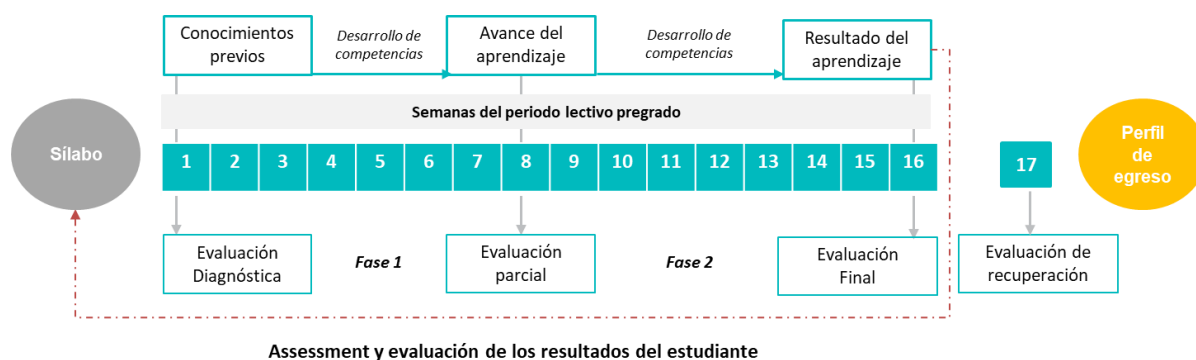 Conocimientos
previos
Desarrollo de
competencias
Avance del
aprendizaje
Desarrollo de
competencias
Resultado del
aprendizaje
Semanas del periodo lectivo pregrado
Sílabo
1 2 3 4 5 6 7 8 9 10 11 12 13 14 15 16
17
Perfil
de
egreso
Evaluación
Diagnóstica
Fase 1
Evaluación
parcial
Fase 2
Evaluación
Final
Evaluación de
recuperación
Assessment y evaluación de los resultados del estudiante